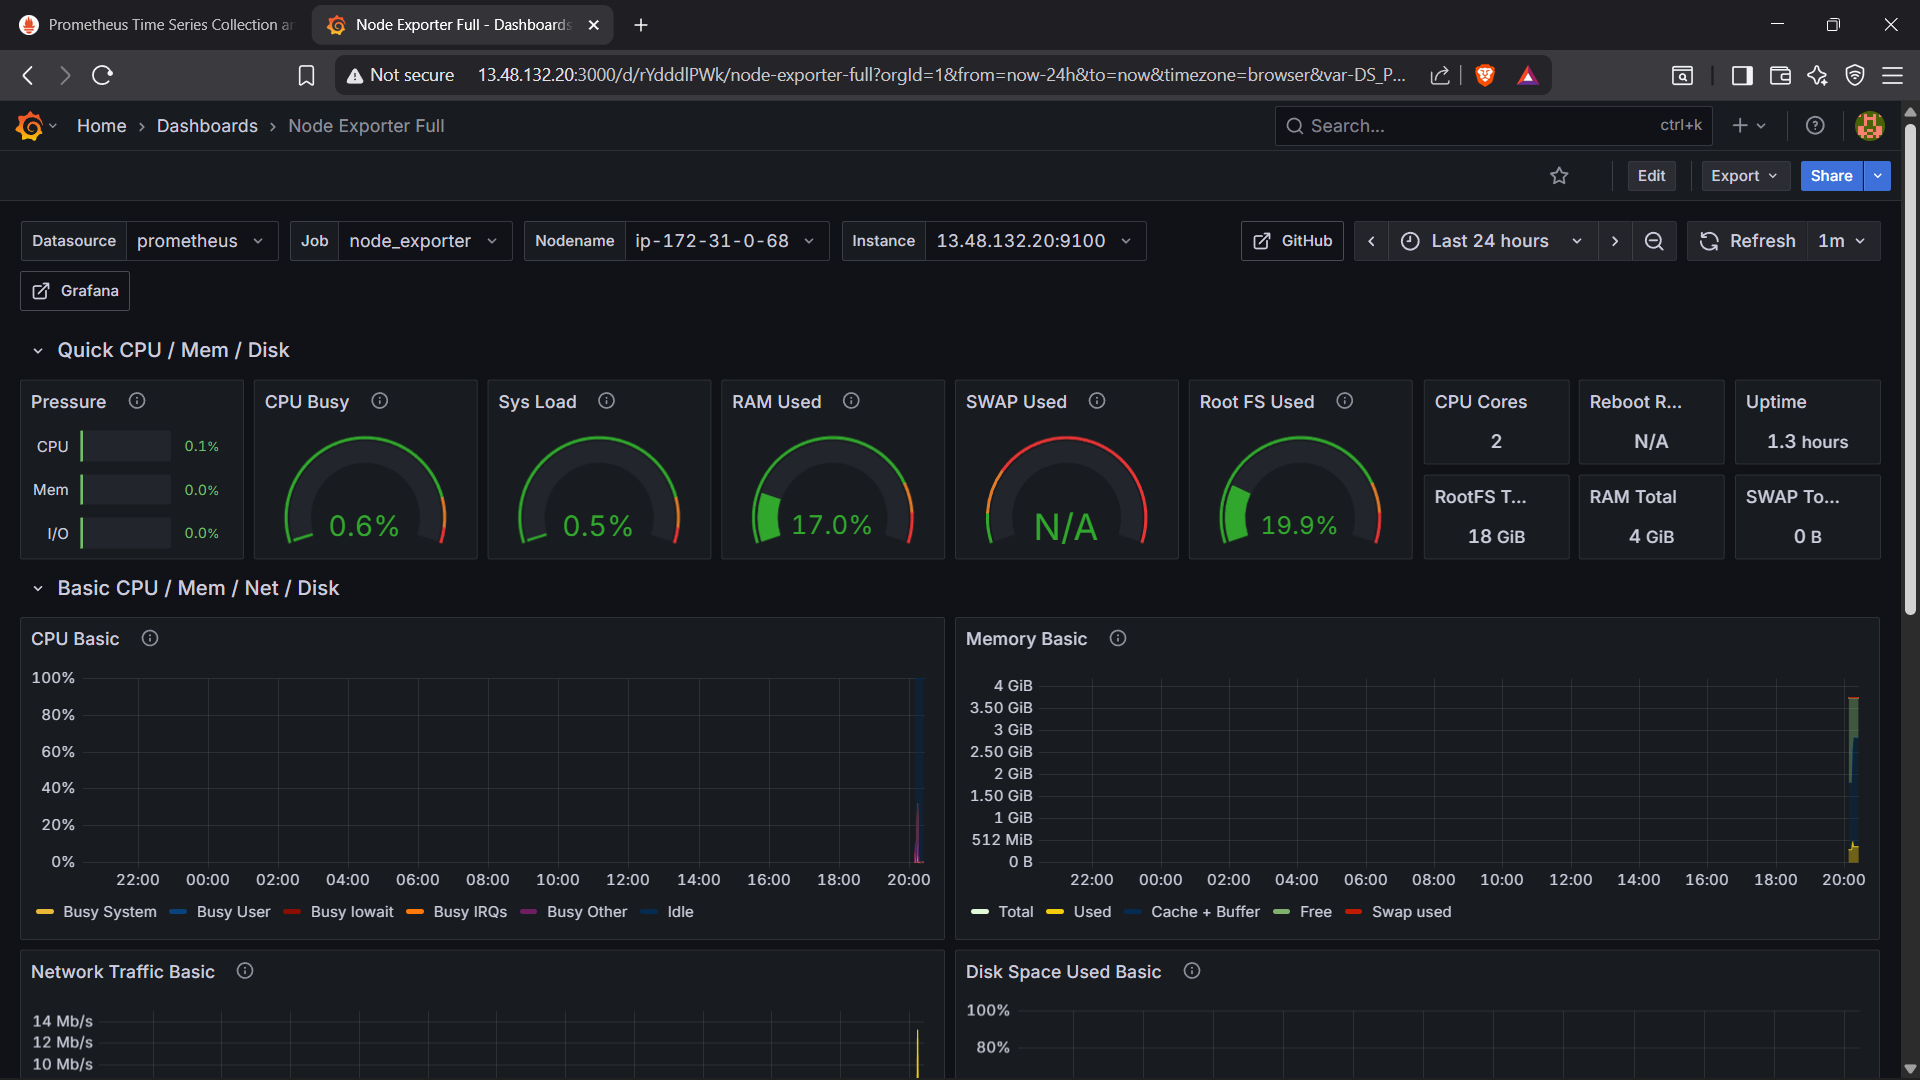 Prometheus Time Series Collection ar
Node Exporter Full - Dashboards
Not secure 13.48.132.20:3000/d/rYdddlPWk/node-exporter-full?orgId=1&from=now-24h&to=now&timezone=browser&var-DS_P...
Home › Dashboards › Node Exporter Full
Search... ctrl+k
Edit Export Share
Datasource prometheus Job node_exporter Nodename ip-172-31-0-68 Instance 13.48.132.20:9100 GitHub Last 24 hours Refresh 1m
Grafana
Quick CPU / Mem / Disk
Pressure
CPU 0.1%
Mem 0.0%
I/O 0.0%
CPU Busy
0.6%
Sys Load
0.5%
RAM Used
17.0%
SWAP Used
N/A
Root FS Used
19.9%
CPU Cores
2
Reboot R...
N/A
Uptime
1.3 hours
RootFS T...
18 GiB
RAM Total
4 GiB
SWAP To...
0 B
Basic CPU / Mem / Net / Disk
CPU Basic
100%
80%
60%
40%
20%
0%
22:00 00:00 02:00 04:00 06:00 08:00 10:00 12:00 14:00 16:00 18:00 20:00
Busy System Busy User Busy Iowait Busy IRQs Busy Other Idle
Memory Basic
4 GiB
3.50 GiB
3 GiB
2.50 GiB
2 GiB
1.50 GiB
1 GiB
512 MiB
0 B
22:00 00:00 02:00 04:00 06:00 08:00 10:00 12:00 14:00 16:00 18:00 20:00
Total Used Cache + Buffer Free Swap used
Network Traffic Basic
14 Mb/s
12 Mb/s
10 Mb/s
Disk Space Used Basic
100%
80%